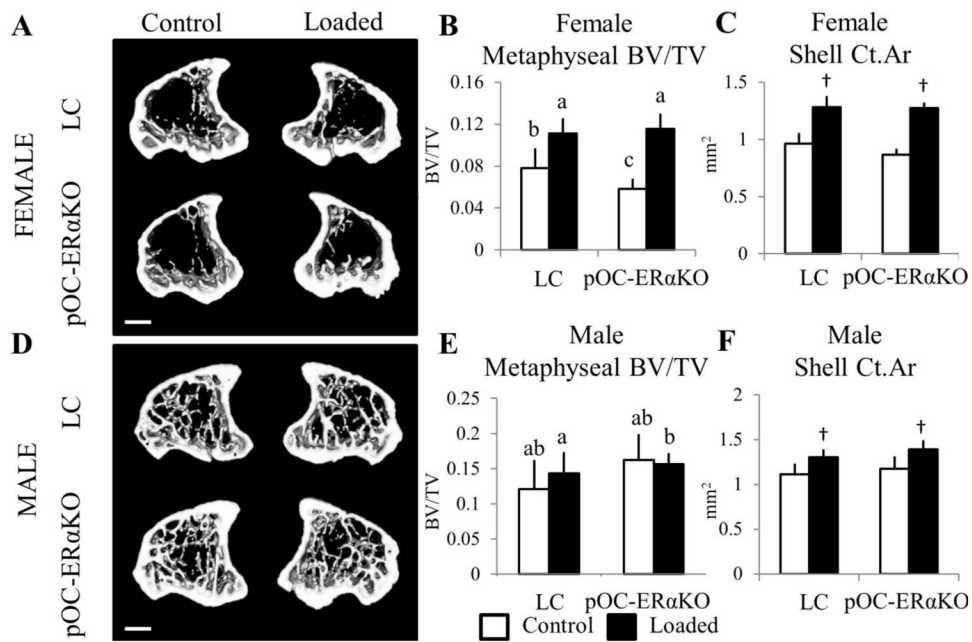 A
Control
Loaded
FEMALE
LC
pOC-ERαKO
B
Female
Metaphyseal BV/TV
BV/TV
0.16
0.12
0.08
0.04
0
b
a
c
a
LC
pOC-ERαKO
C
Female
Shell Ct.Ar
mm²
1.5
1
0.5
0
†
†
LC
pOC-ERαKO
D
MALE
LC
pOC-ERαKO
E
Male
Metaphyseal BV/TV
BV/TV
0.25
0.2
0.15
0.1
0.05
0
ab
a
ab
b
LC
pOC-ERαKO
F
Male
Shell Ct.Ar
mm²
2
1.5
1
0.5
0
†
†
LC
pOC-ERαKO
Control
Loaded